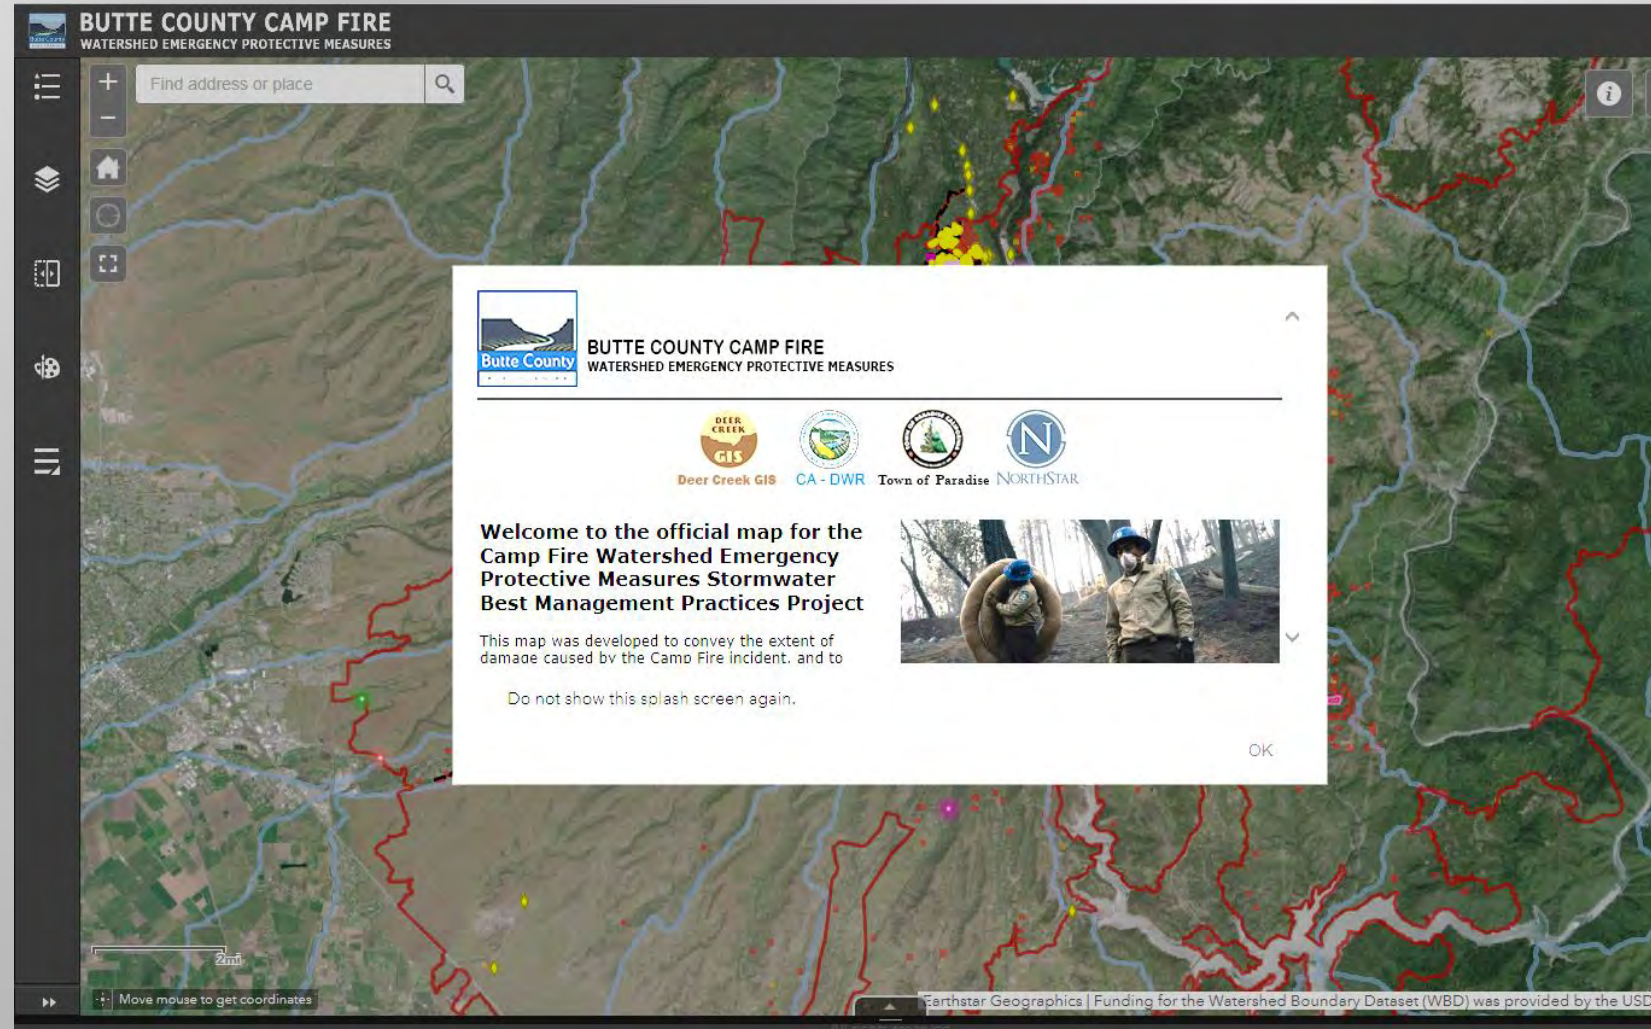 BUTTE COUNTY CAMP FIRE
WATERSHED EMERGENCY PROTECTIVE MEASURES
Find address or place
Butte County
BUTTE COUNTY CAMP FIRE
WATERSHED EMERGENCY PROTECTIVE MEASURES
DEER
CREEK
GIS
N
Deer Creek GIS CA - DWR Town of Paradise NORTHSTAR
Welcome to the official map for the
Camp Fire Watershed Emergency
Protective Measures Stormwater
Best Management Practices Project
This map was developed to convey the extent of
damage caused by the Camp Fire incident, and to
Do not show this splash screen again.
OK
2mi
Move mouse to get coordinates
Earthstar Geographics | Funding for the Watershed Boundary Dataset (WBD) was provided by the USD